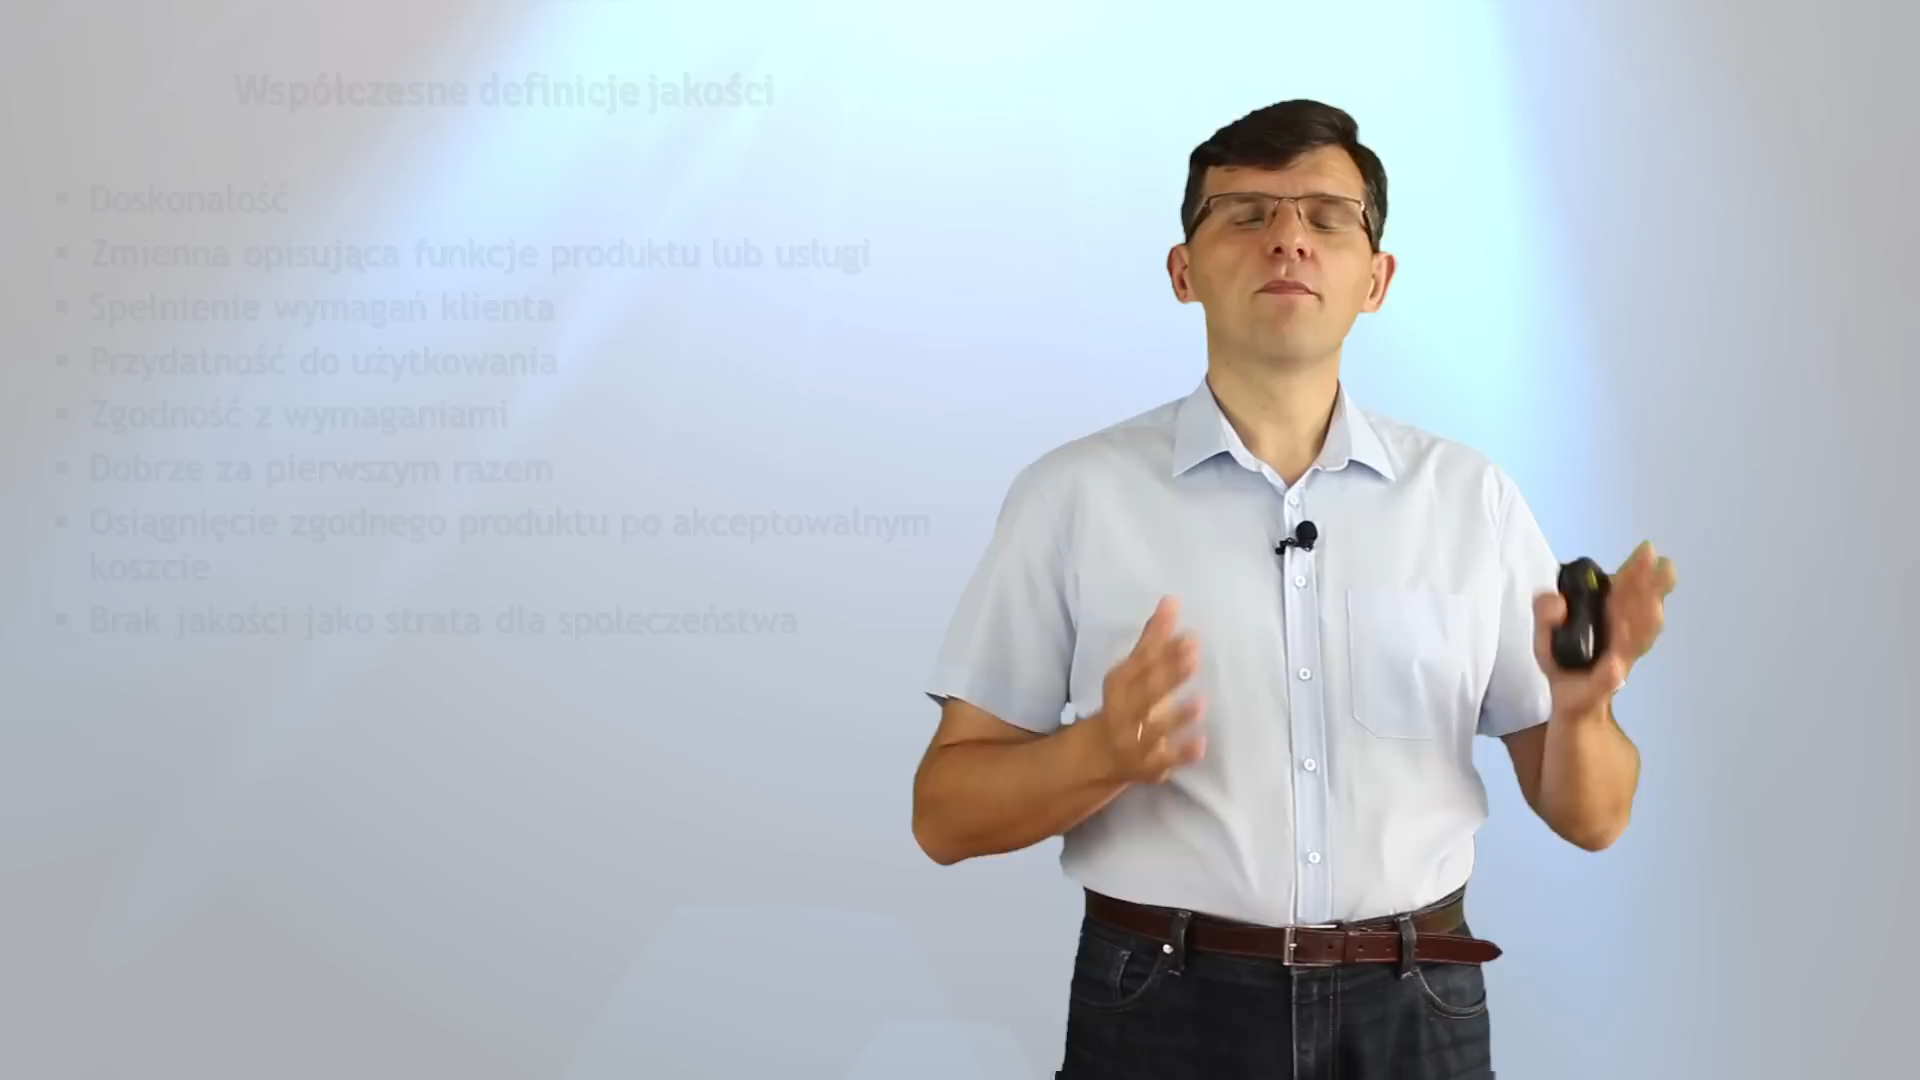 Współczesne definicje jakości
▪ Doskonałość
▪ Zmienna opisująca funkcje produktu lub usługi
▪ Spełnienie wymagań klienta
▪ Przydatność do użytkowania
▪ Zgodność z wymaganiami
▪ Dobrze za pierwszym razem
▪ Osiągnięcie zgodnego produktu po akceptowalnym
koszcie
▪ Brak jakości jako strata dla społeczeństwa